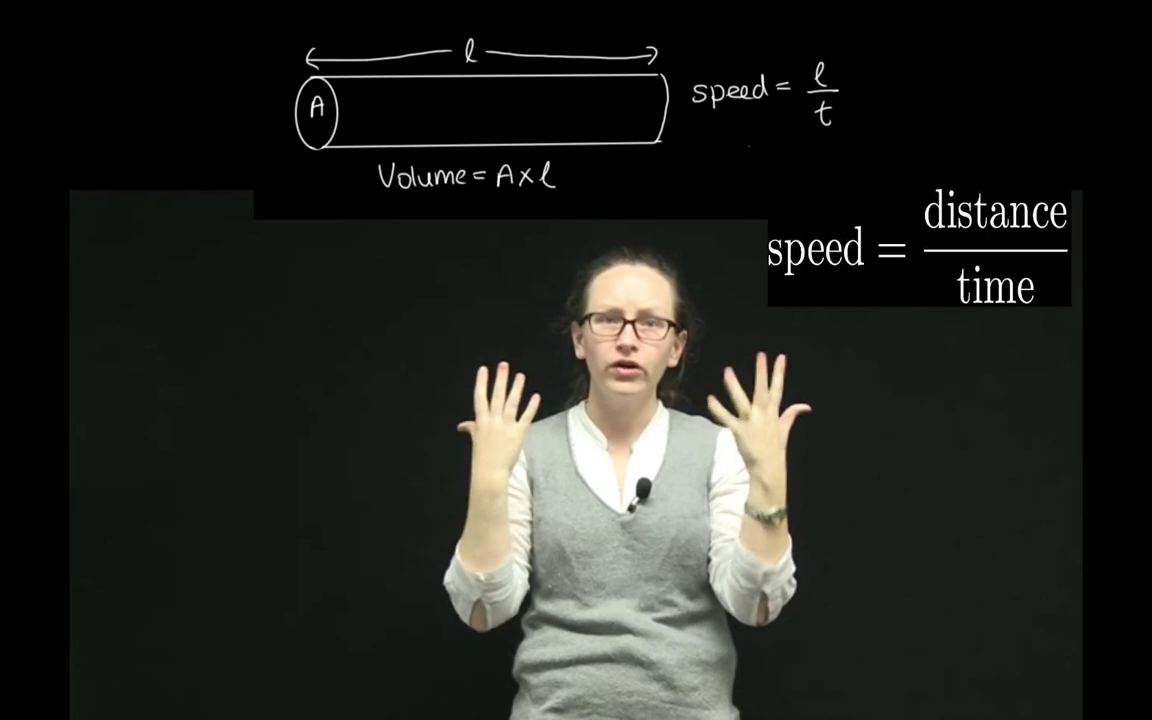 l
A
speed = l/t
Volume = A x l
speed = distance/time